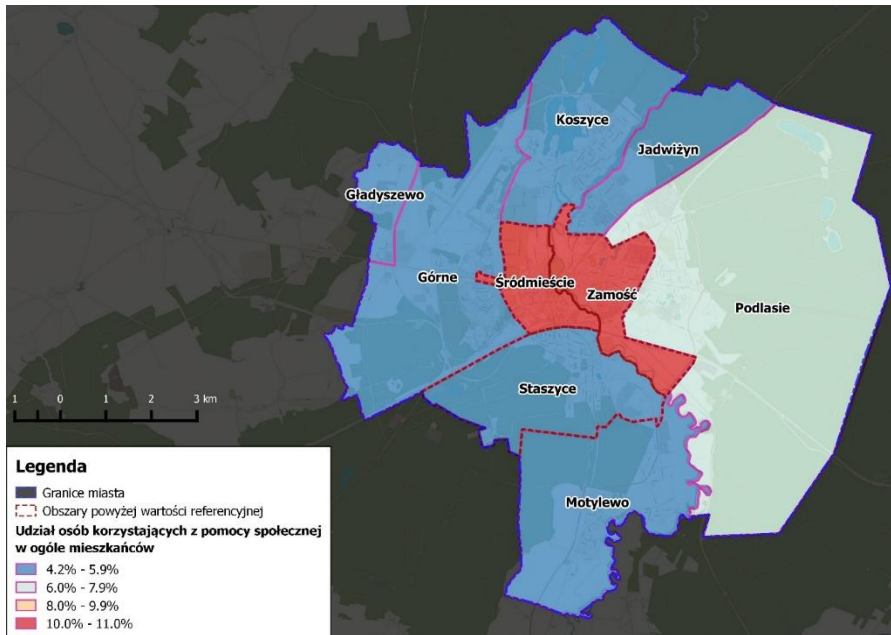 Koszyce
Jadwiżyn
Gładyszewo
Górne
Śródmieście
Zamość
Podlasie
Staszyce
Motylewo
1 0 1 2 3 km
Legenda
Granice miasta
Obszary powyżej wartości referencyjnej
Udział osób korzystających z pomocy społecznej
w ogóle mieszkańców
4.2% - 5.9%
6.0% - 7.9%
8.0% - 9.9%
10.0% - 11.0%